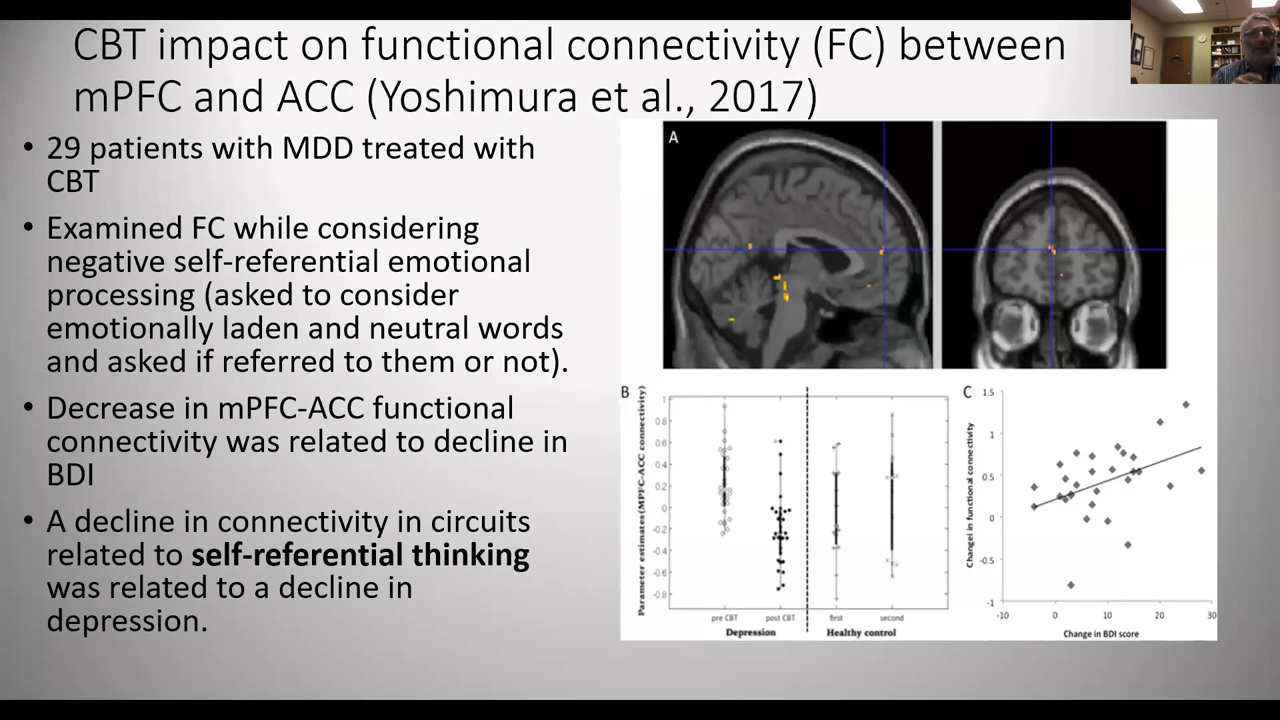 CBT impact on functional connectivity (FC) between
mPFC and ACC (Yoshimura et al., 2017)
• 29 patients with MDD treated with
CBT
• Examined FC while considering
negative self-referential emotional
processing (asked to consider
emotionally laden and neutral words
and asked if referred to them or not).
• Decrease in mPFC-ACC functional
connectivity was related to decline in
BDI
• A decline in connectivity in circuits
related to self-referential thinking
was related to a decline in
depression.
A
B
Parameter estimates (MPFC-ACC connectivity)
1
0.8
0.6
0.4
0.2
0
-0.2
-0.4
-0.6
-0.8
pre CBT
post CBT
first
second
Depression
Healthy control
C
Changei in functional connectivity
1.5
1
0.5
0
-0.5
-1
-10
0
10
20
30
Change in BDI score